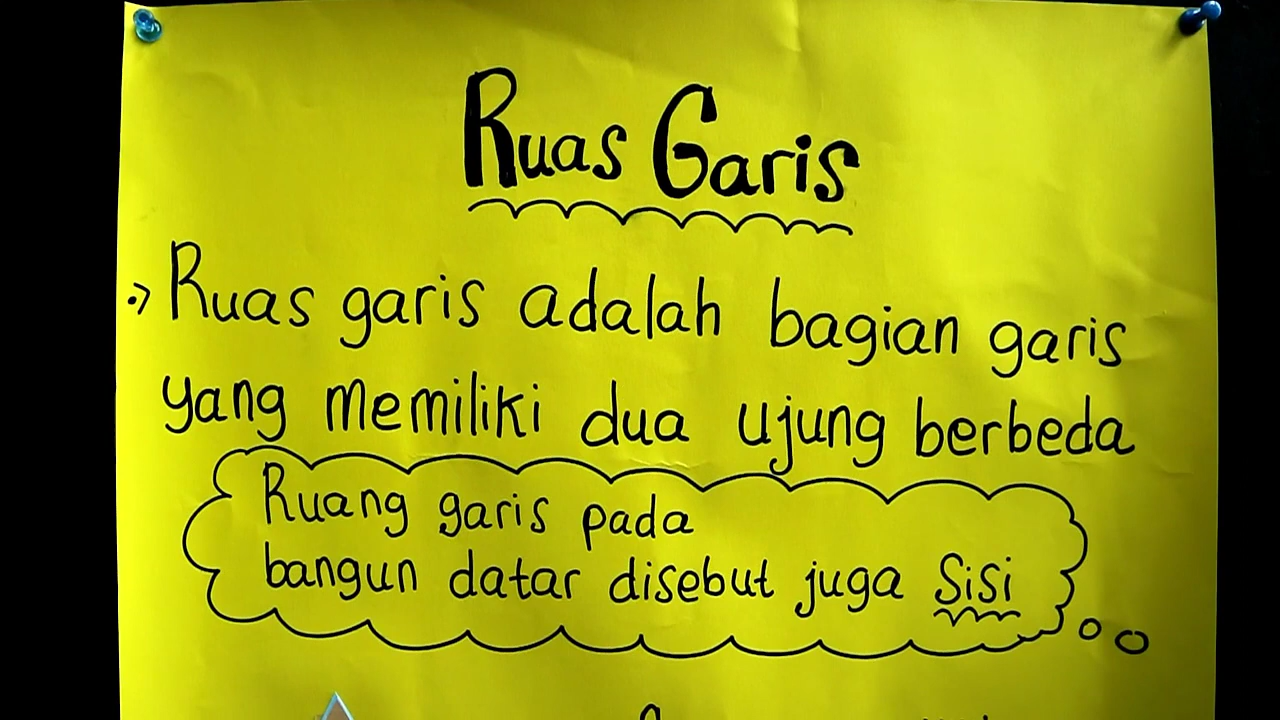 Ruas Garis
Ruas garis adalah bagian garis
yang memiliki dua ujung berbeda
Ruang garis pada
bangun datar disebut juga Sisi